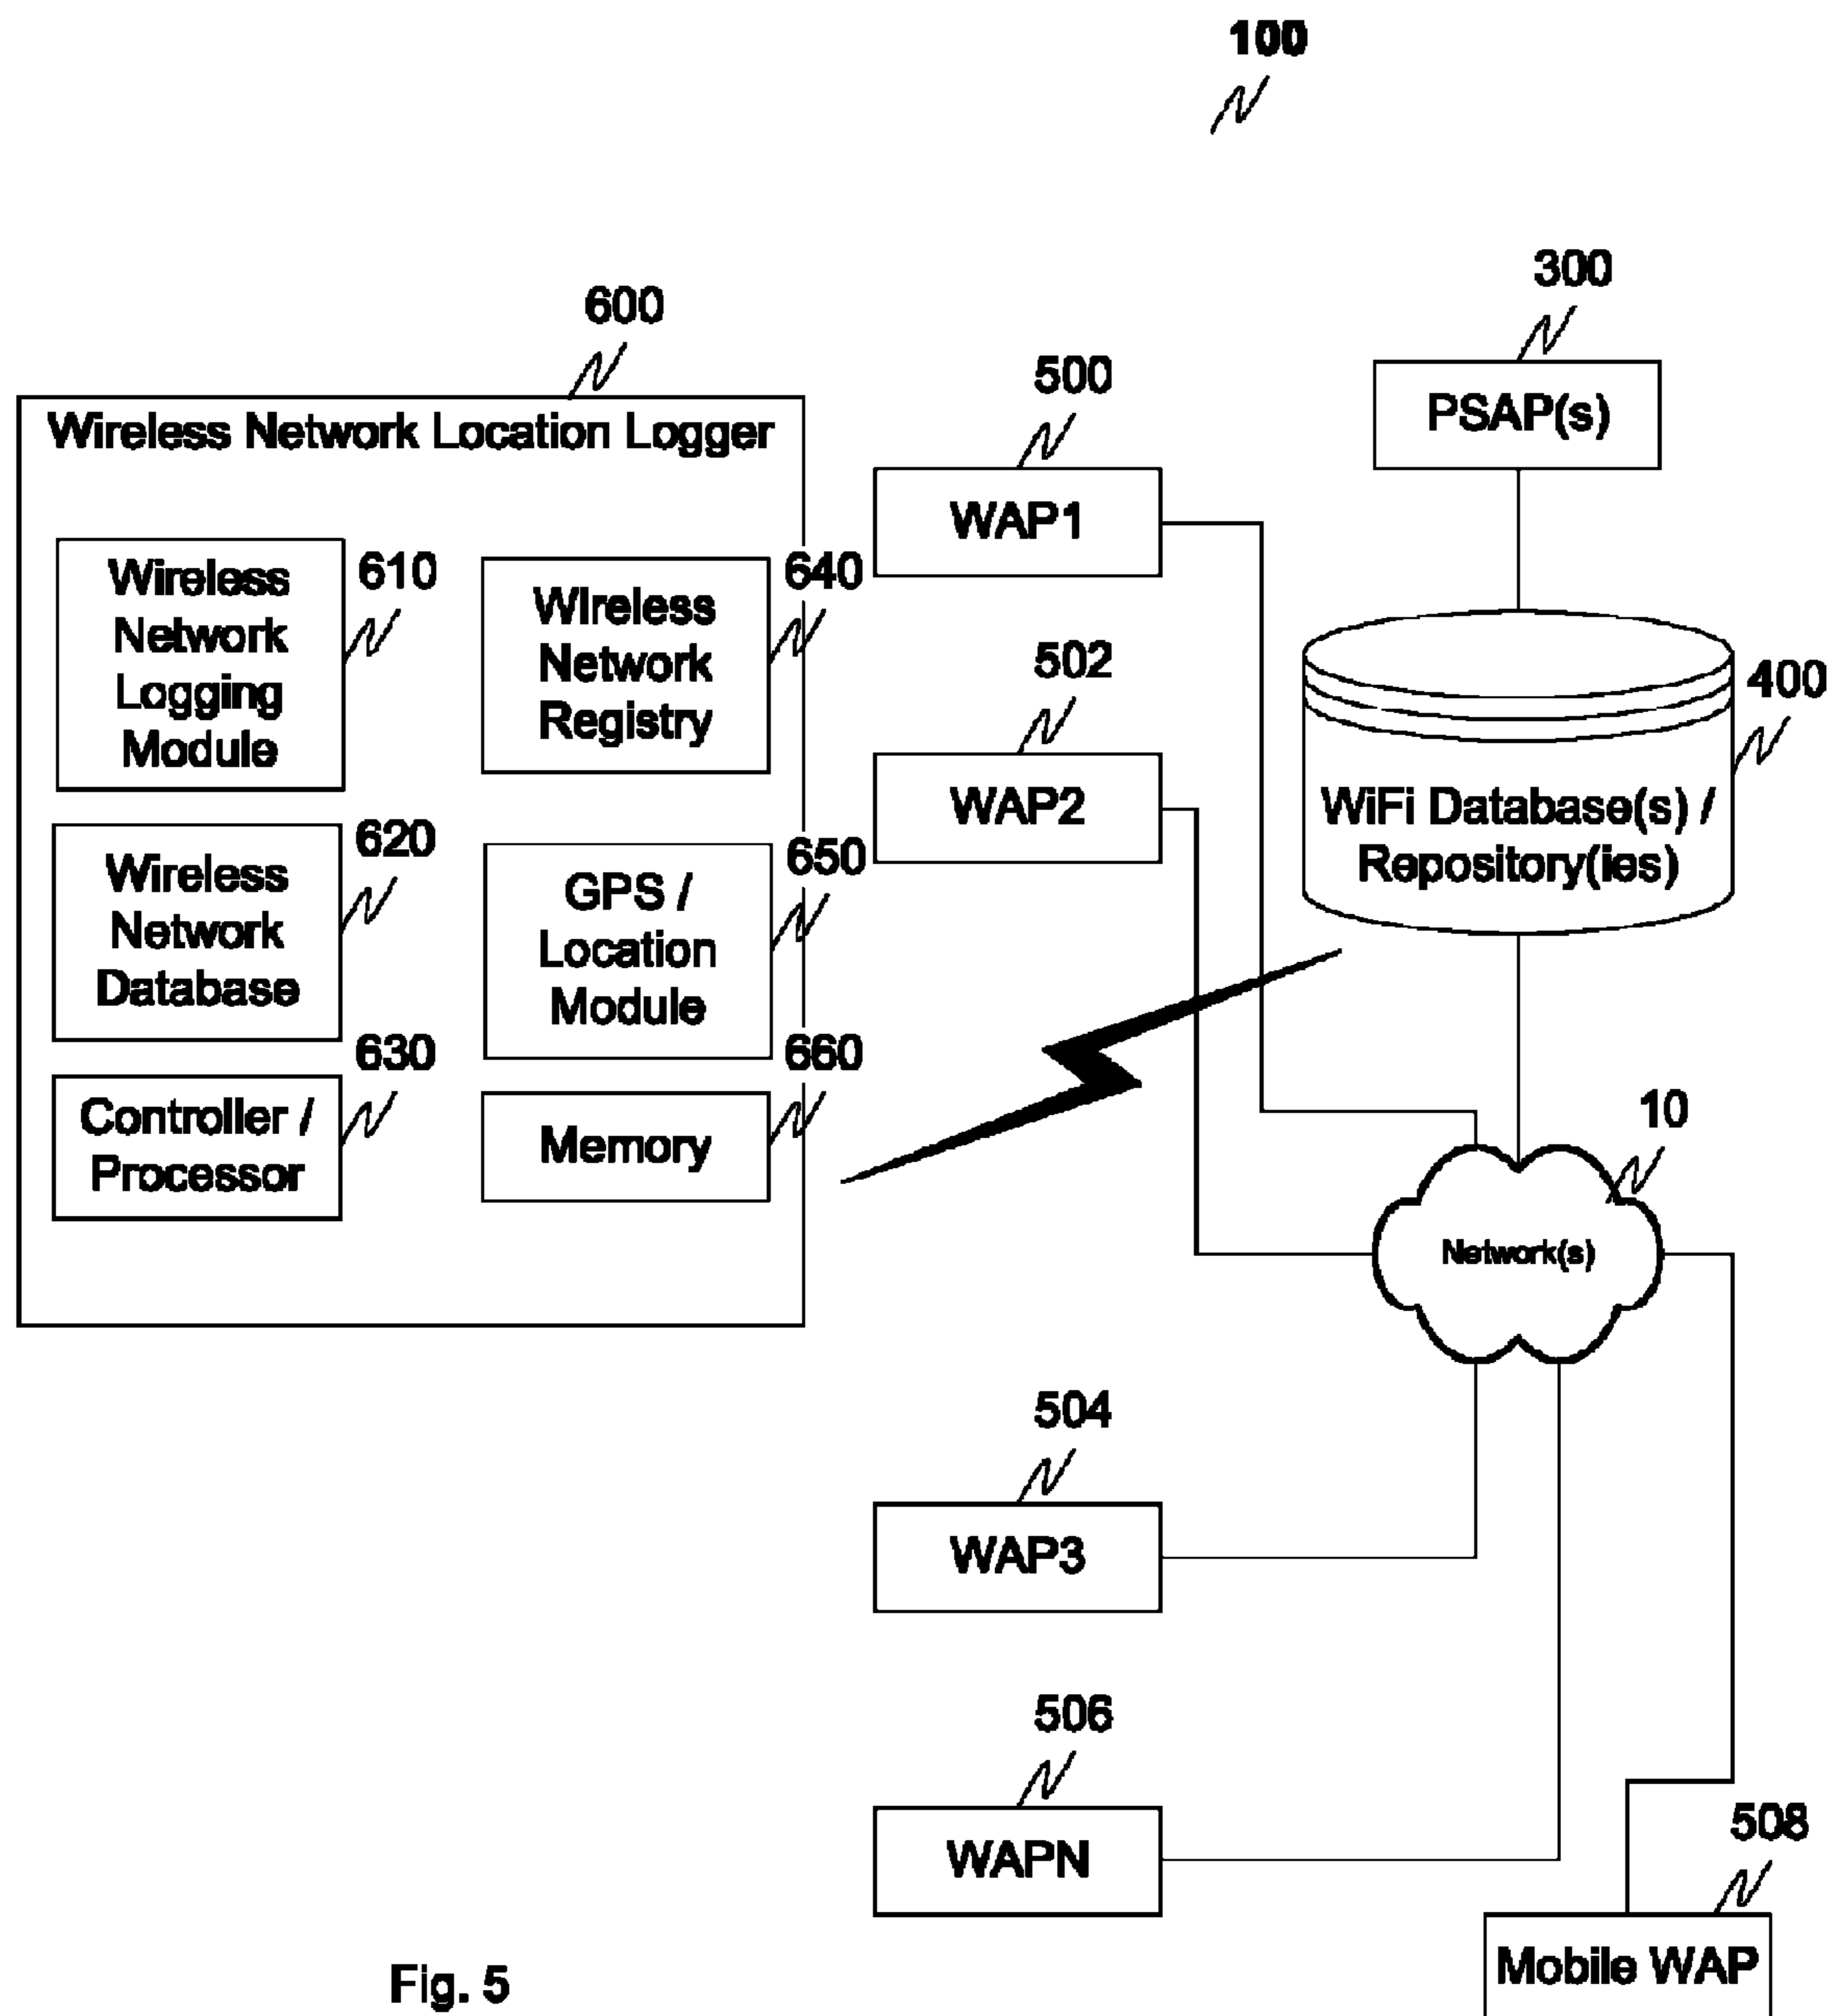 100
300
600
500
PSAP(s)
Wireless Network Location Logger
WAP1
Wireless
Network
Logging
Module
610
Wireless
Network
Registry
640
502
400
WAP2
WiFi Database(s) /
Repository(ies)
Wireless
Network
Database
620
GPS /
Location
Module
650
Controller /
Processor
630
Memory
660
10
Network(s)
504
WAP3
506
WAPN
508
Mobile WAP
Fig. 5